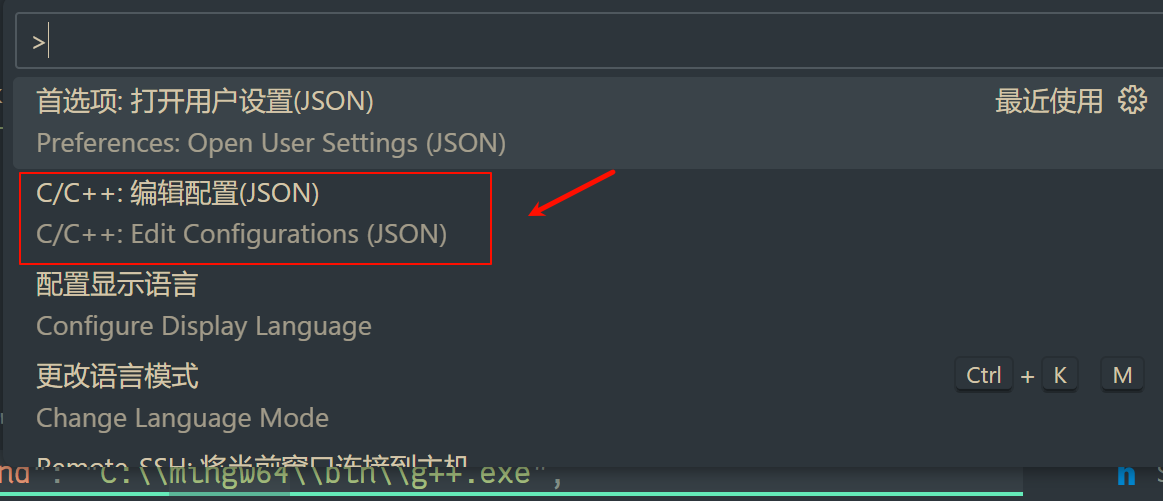 >
首选项: 打开用户设置(JSON)
最近使用
Preferences: Open User Settings (JSON)
C/C++: 编辑配置(JSON)
C/C++: Edit Configurations (JSON)
配置显示语言
Configure Display Language
更改语言模式
Ctrl + K M
Change Language Mode
Remote-SSH: 将当前窗口连接到主机
": "C:\\mingw64\\bin\\g++.exe",